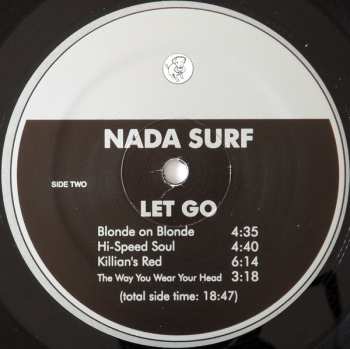 NADA SURF
SIDE TWO
LET GO
Blonde on Blonde 4:35
Hi-Speed Soul 4:40
Killian's Red 6:14
The Way You Wear Your Head 3:18
(total side time: 18:47)